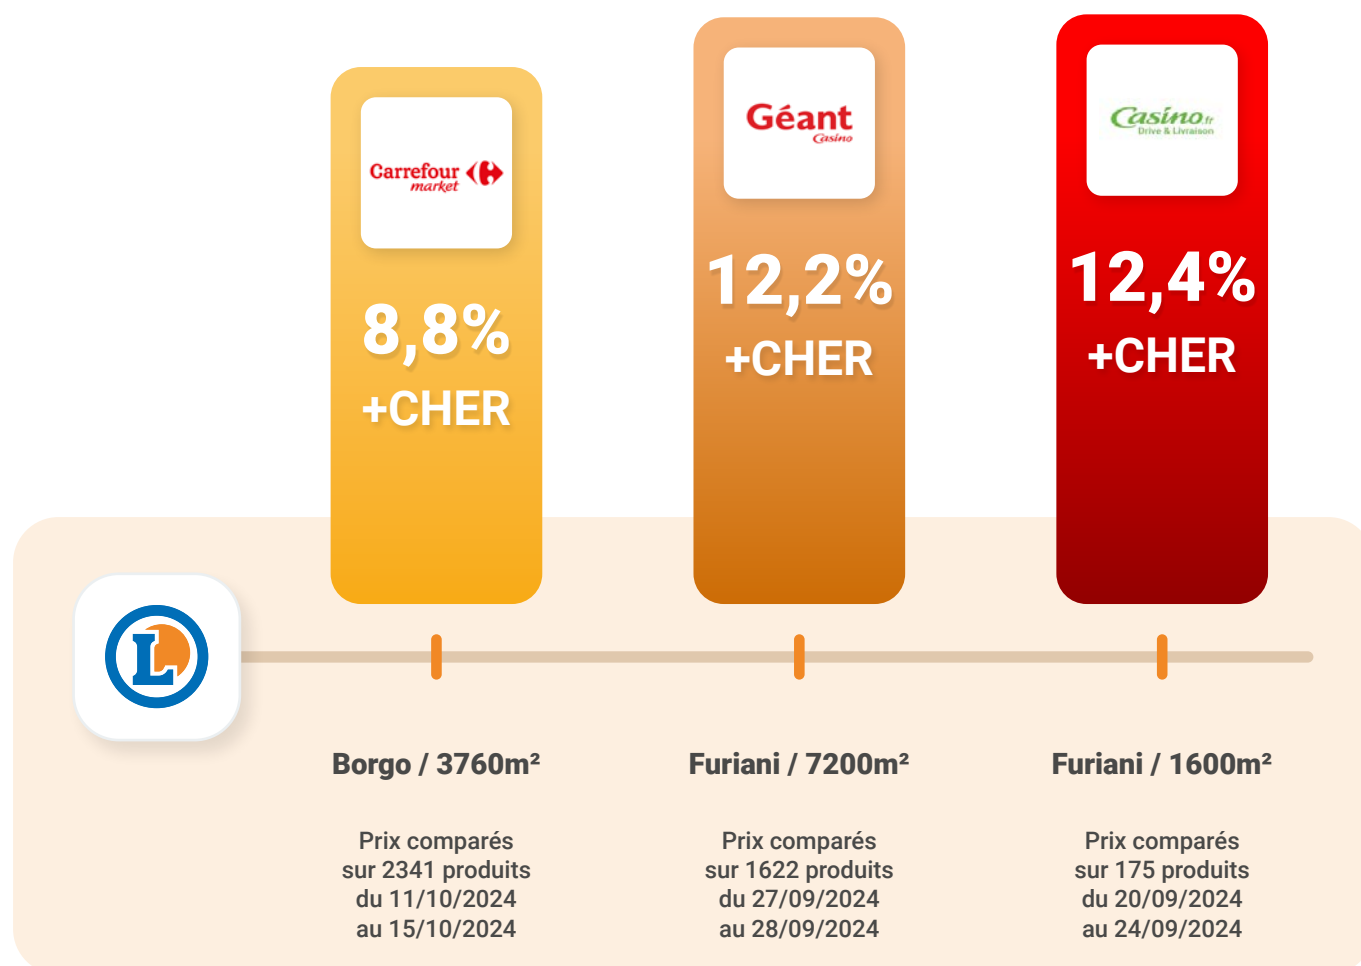 Carrefour
market
8,8%
+CHER
Géant
Casino
12,2%
+CHER
Casino.fr
Drive & Livraison
12,4%
+CHER
L
Borgo / 3760m²
Prix comparés
sur 2341 produits
du 11/10/2024
au 15/10/2024
Furiani / 7200m²
Prix comparés
sur 1622 produits
du 27/09/2024
au 28/09/2024
Furiani / 1600m²
Prix comparés
sur 175 produits
du 20/09/2024
au 24/09/2024